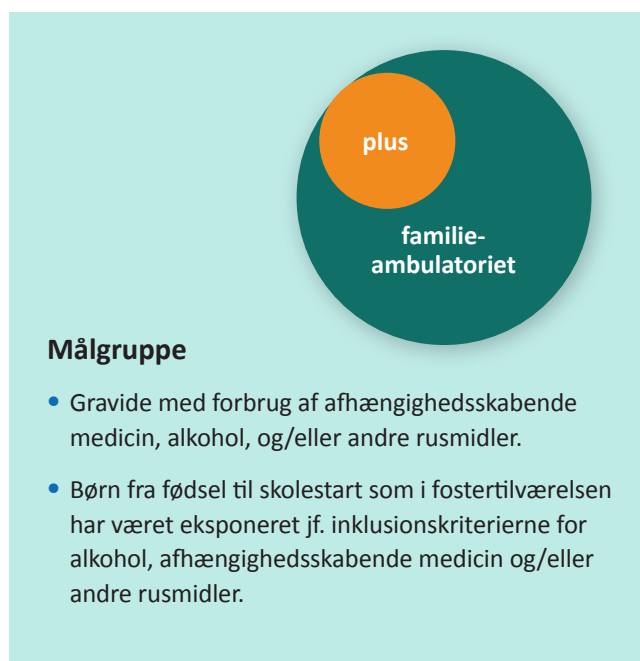 plus
familie-
ambulatoriet
Målgruppe
• Gravide med forbrug af afhængighedsskabende
medicin, alkohol, og/eller andre rusmidler.
• Børn fra fødsel til skolestart som i fostertilværelsen
har været eksponeret jf. inklusionskriterierne for
alkohol, afhængighedsskabende medicin og/eller
andre rusmidler.